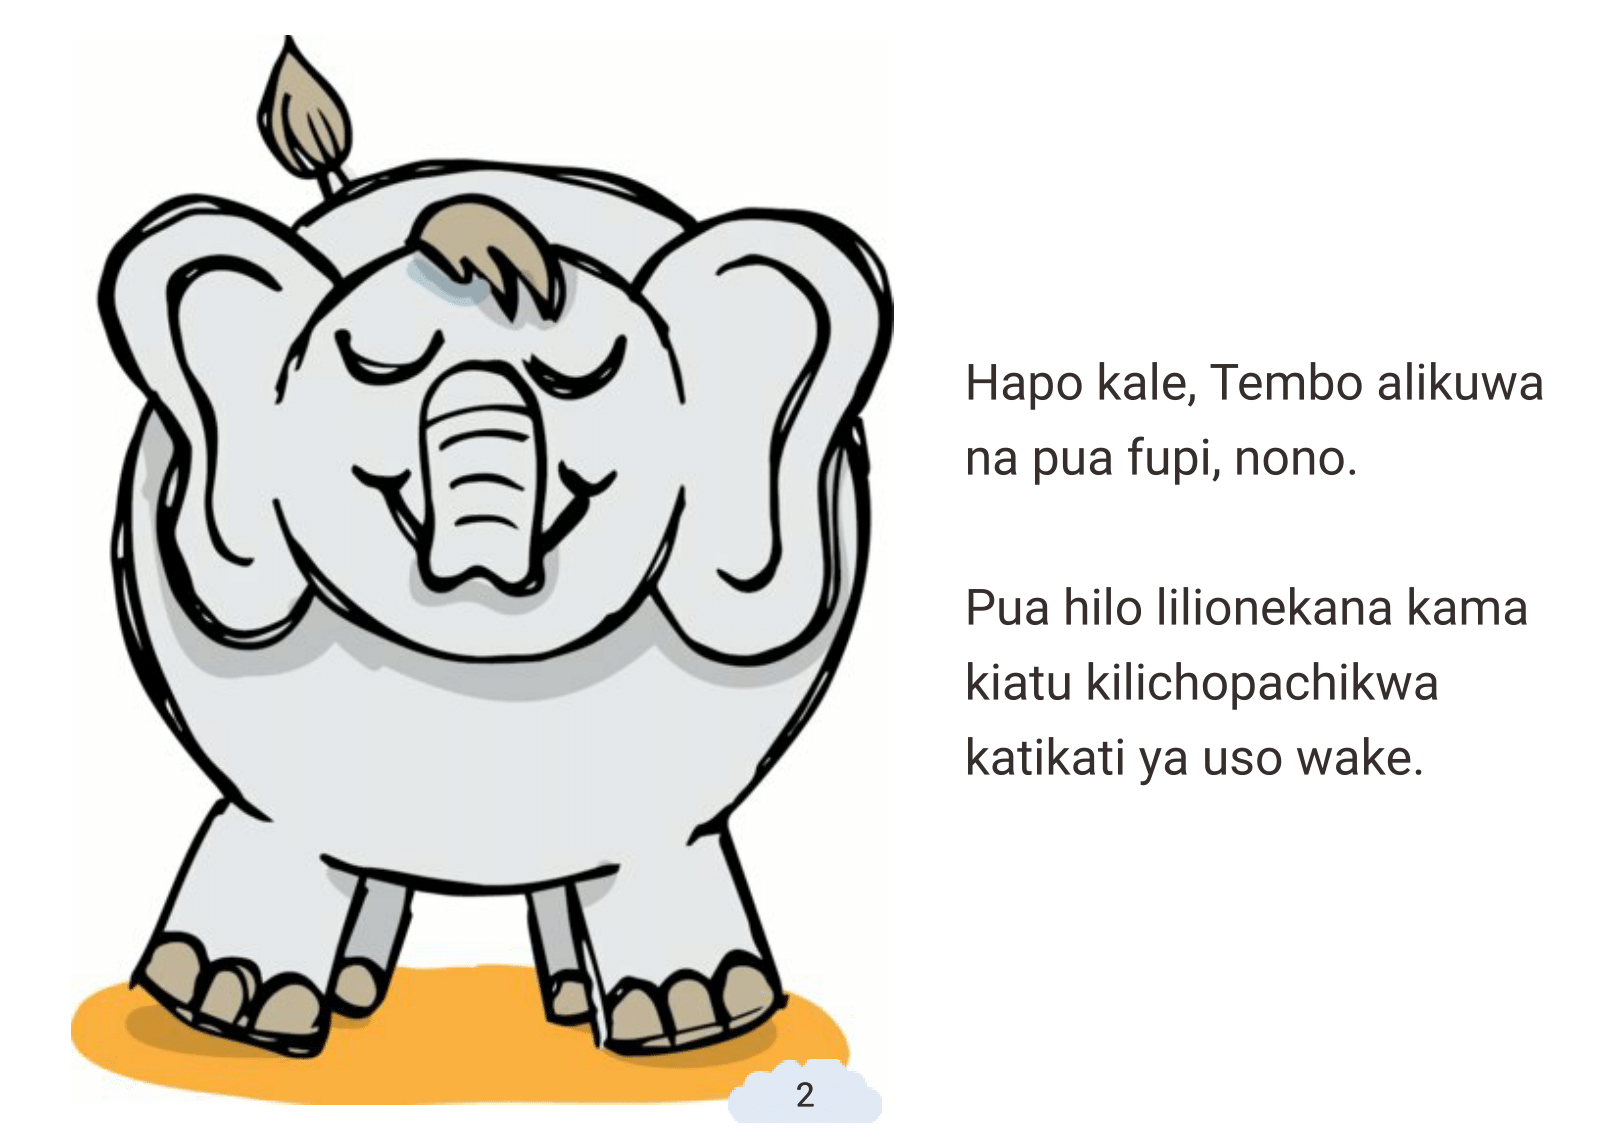 Hapo kale, Tembo alikuwa
na pua fupi, nono.
Pua hilo lilionekana kama
kiatu kilichopachikwa
katikati ya uso wake.
2